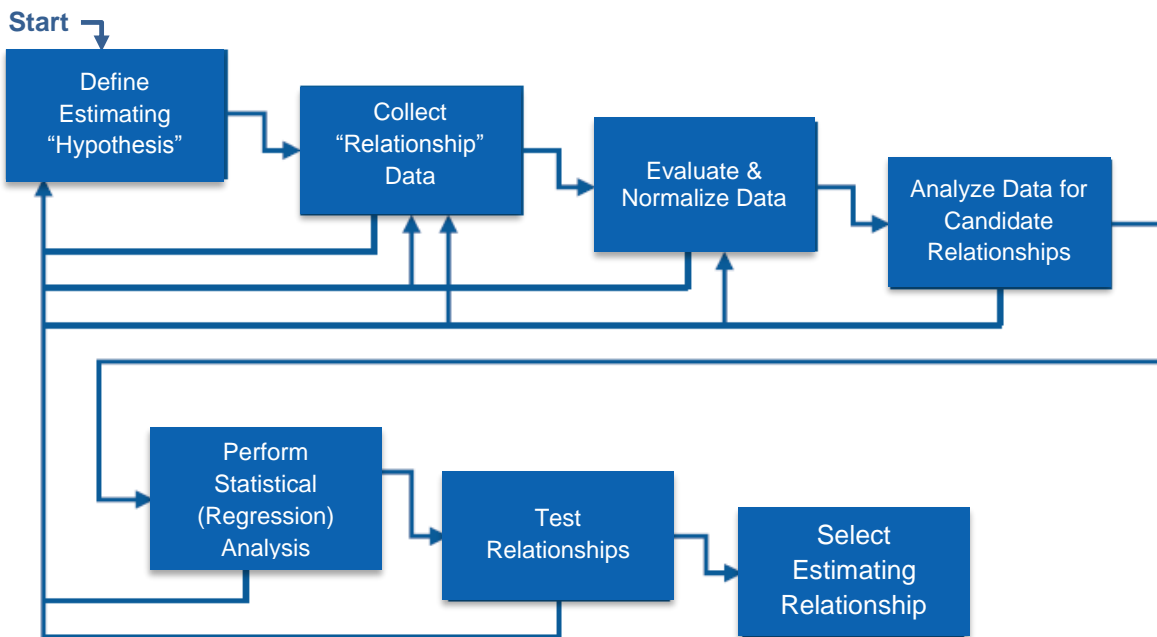 Start
Define
Estimating
“Hypothesis”
Collect
“Relationship”
Data
Evaluate &
Normalize Data
Analyze Data for
Candidate
Relationships
Perform
Statistical
(Regression)
Analysis
Test
Relationships
Select
Estimating
Relationship